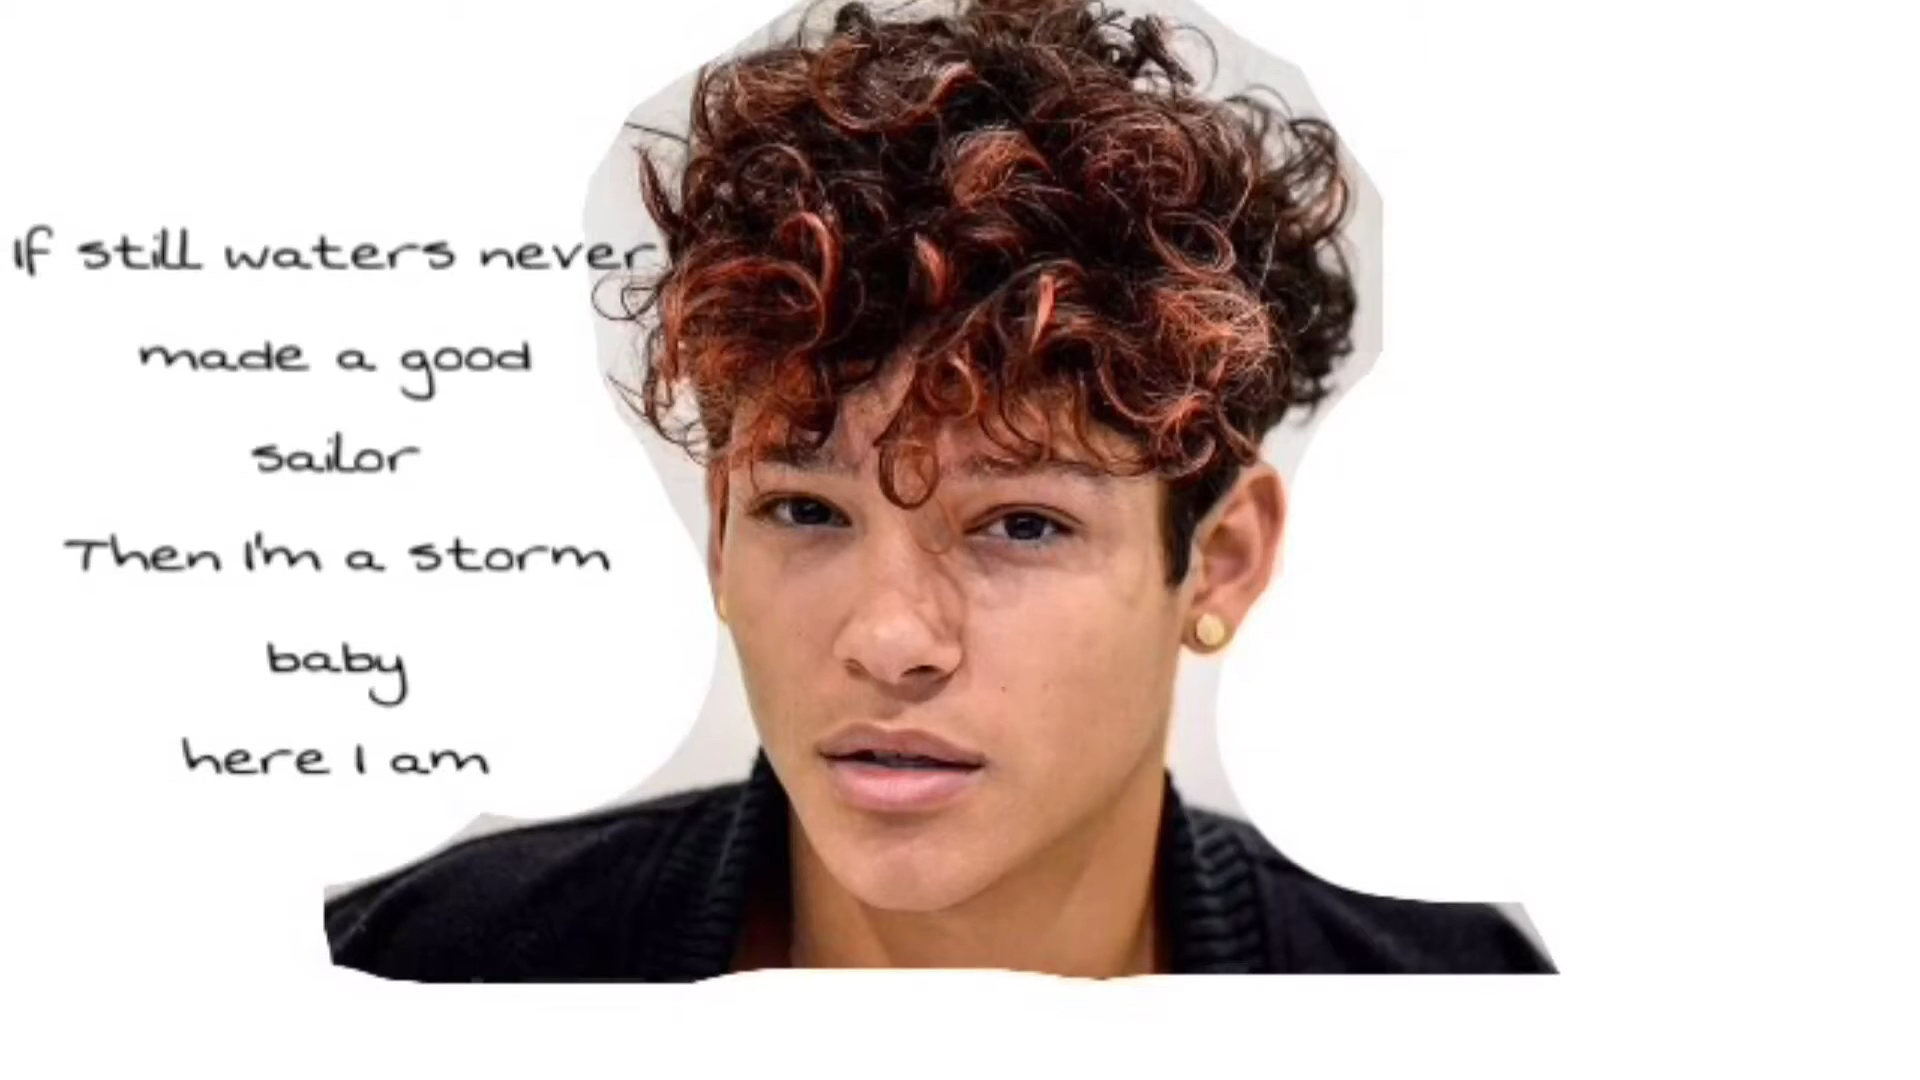 If still waters never
made a good
sailor
Then I'm a storm
baby
here I am